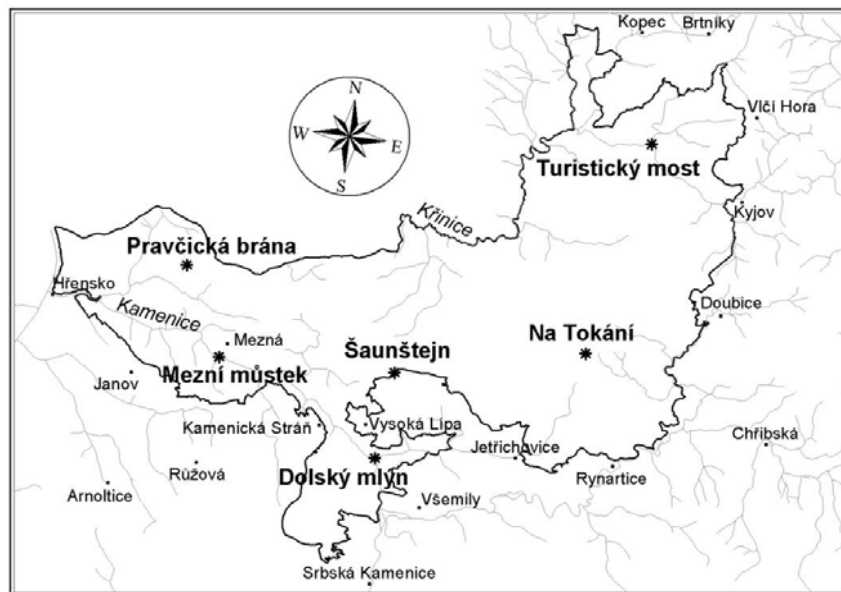 Kopec
Brtníky
N
W
E
S
Vlčí Hora
Turistický most
Křinice
Kyjov
Pravčická brána
Hřensko
Kamenice
Doubice
Mezná
Šaunštejn
Na Tokání
Janov
Mezní můstek
Kamenická Stráň
Vysoká Lípa
Jetřichovice
Chřibská
Růžová
Dolský mlýn
Rynartice
Arnoltice
Všemily
Srbská Kamenice